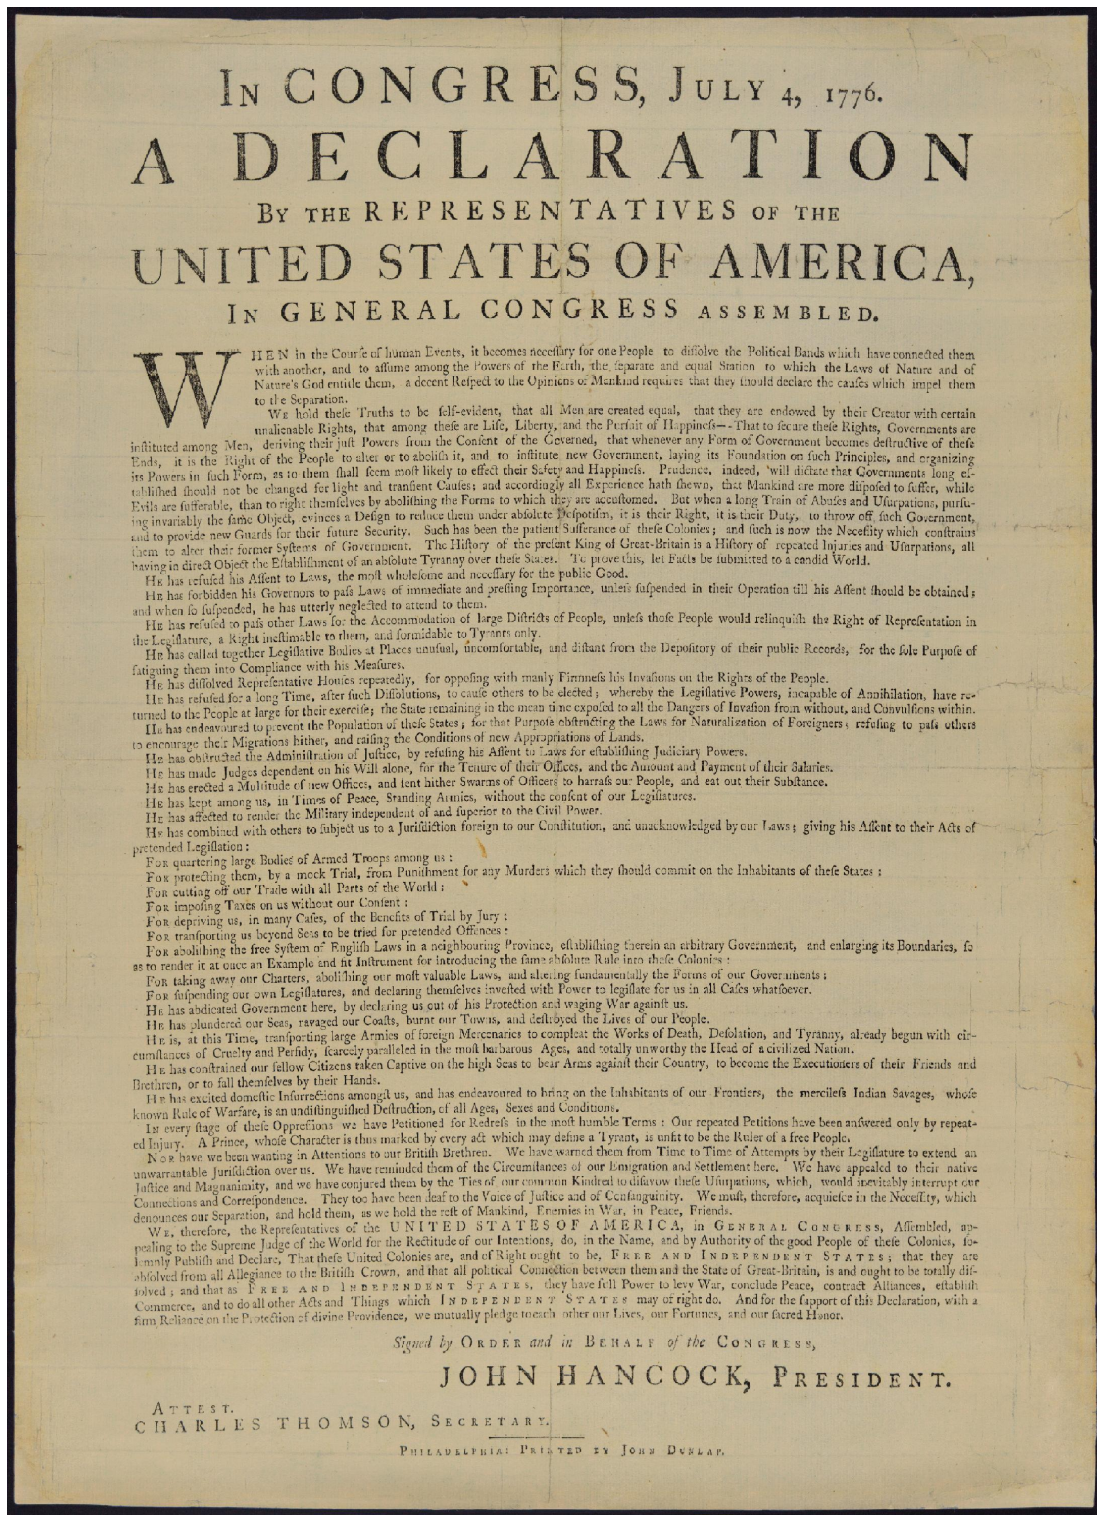 In CONGRESS, July 4, 1776.
A DECLARATION
By the REPRESENTATIVES of the
UNITED STATES OF AMERICA,
In GENERAL CONGRESS assembled.
WHEN in the Courſe of human Events, it becomes neceſſary for one People to diſſolve the Political Bands which have connected them
with another, and to aſſume among the Powers of the Earth, the ſeparate and equal Station to which the Laws of Nature and of
Nature's God entitle them, a decent Reſpect to the Opinions of Mankind requires that they ſhould declare the cauſes which impel them
to the Separation.
We hold theſe Truths to be ſelf-evident, that all Men are created equal, that they are endowed by their Creator with certain
unalienable Rights, that among theſe are Life, Liberty, and the Purſuit of Happineſs--That to ſecure theſe Rights, Governments are
inſtituted among Men, deriving their juſt Powers from the Conſent of the Governed, that whenever any Form of Government becomes deſtructive of theſe
Ends, it is the Right of the People to alter or to aboliſh it, and to inſtitute new Government, laying its Foundation on ſuch Principles, and organizing
its Powers in ſuch Form, as to them ſhall ſeem moſt likely to effect their Safety and Happineſs. Prudence, indeed, will dictate that Governments long eſ-
tabliſhed ſhould not be changed for light and tranſient Cauſes; and accordingly all Experience hath ſhewn, that Mankind are more diſpoſed to ſuffer, while
Evils are ſufferable, than to right themſelves by aboliſhing the Forms to which they are accuſtomed. But when a long Train of Abuſes and Uſurpations, purſu-
ing invariably the ſame Object, evinces a Deſign to reduce them under abſolute Deſpotiſm, it is their Right, it is their Duty, to throw off ſuch Government,
and to provide new Guards for their future Security. Such has been the patient Sufferance of theſe Colonies; and ſuch is now the Neceſſity which conſtrains
them to alter their former Syſtems of Government. The Hiſtory of the preſent King of Great-Britain is a Hiſtory of repeated Injuries and Uſurpations, all
having in direct Object the Eſtabliſhment of an abſolute Tyranny over theſe States. To prove this, let Facts be ſubmitted to a candid World.
He has refuſed his Aſſent to Laws, the moſt wholeſome and neceſſary for the public Good.
He has forbidden his Governors to paſs Laws of immediate and preſſing Importance, unleſs ſuſpended in their Operation till his Aſſent ſhould be obtained;
and when ſo ſuſpended, he has utterly neglected to attend to them.
He has refuſed to paſs other Laws for the Accommodation of large Diſtricts of People, unleſs thoſe People would relinquiſh the Right of Repreſentation in
the Legiſlature, a Right ineſtimable to them, and formidable to Tyrants only.
He has called together Legiſlative Bodies at Places unuſual, uncomfortable, and diſtant from the Depoſitory of their public Records, for the ſole Purpoſe of
fatiguing them into Compliance with his Meaſures.
He has diſſolved Repreſentative Houſes repeatedly, for oppoſing with manly Firmneſs his Invaſions on the Rights of the People.
He has refuſed for a long Time, after ſuch Diſſolutions, to cauſe others to be elected; whereby the Legiſlative Powers, incapable of Annihilation, have re-
turned to the People at large for their exerciſe; the State remaining in the mean time expoſed to all the Dangers of Invaſion from without, and Convulſions within.
He has endeavoured to prevent the Population of theſe States; for that Purpoſe obſtructing the Laws for Naturalization of Foreigners; refuſing to paſs others
to encourage their Migrations hither, and raiſing the Conditions of new Appropriations of Lands.
He has obſtructed the Adminiſtration of Juſtice, by refuſing his Aſſent to Laws for eſtabliſhing Judiciary Powers.
He has made Judges dependent on his Will alone, for the Tenure of their Offices, and the Amount and Payment of their Salaries.
He has erected a Multitude of new Offices, and ſent hither Swarms of Officers to harraſs our People, and eat out their Subſtance.
He has kept among us, in Times of Peace, Standing Armies, without the conſent of our Legiſlatures.
He has affected to render the Military independent of and ſuperior to the Civil Power.
He has combined with others to ſubject us to a Juriſdiction foreign to our Conſtitution, and unacknowledged by our Laws; giving his Aſſent to their Acts of
pretended Legiſlation:
For quartering large Bodies of Armed Troops among us:
For protecting them, by a mock Trial, from Puniſhment for any Murders which they ſhould commit on the Inhabitants of theſe States:
For cutting off our Trade with all Parts of the World:
For impoſing Taxes on us without our Conſent:
For depriving us, in many Caſes, of the Benefits of Trial by Jury:
For tranſporting us beyond Seas to be tried for pretended Offences:
For aboliſhing the free Syſtem of Engliſh Laws in a neighbouring Province, eſtabliſhing therein an arbitrary Government, and enlarging its Boundaries, ſo
as to render it at once an Example and fit Inſtrument for introducing the ſame abſolute Rule into theſe Colonies:
For taking away our Charters, aboliſhing our moſt valuable Laws, and altering fundamentally the Forms of our Governments:
For ſuſpending our own Legiſlatures, and declaring themſelves inveſted with Power to legiſlate for us in all Caſes whatſoever.
He has abdicated Government here, by declaring us out of his Protection and waging War againſt us.
He has plundered our Seas, ravaged our Coaſts, burnt our Towns, and deſtroyed the Lives of our People.
He is, at this Time, tranſporting large Armies of foreign Mercenaries to compleat the Works of Death, Deſolation, and Tyranny, already begun with cir-
cumſtances of Cruelty and Perfidy, ſcarcely paralleled in the moſt barbarous Ages, and totally unworthy the Head of a civilized Nation.
He has conſtrained our fellow Citizens taken Captive on the high Seas to bear Arms againſt their Country, to become the Executioners of their Friends and
Brethren, or to fall themſelves by their Hands.
He has excited domeſtic Inſurrections amongſt us, and has endeavoured to bring on the Inhabitants of our Frontiers, the mercileſs Indian Savages, whoſe
known Rule of Warfare, is an undiſtinguiſhed Deſtruction, of all Ages, Sexes and Conditions.
In every ſtage of theſe Oppreſſions we have Petitioned for Redreſs in the moſt humble Terms: Our repeated Petitions have been anſwered only by repeat-
ed Injury. A Prince, whoſe Character is thus marked by every act which may define a Tyrant, is unfit to be the Ruler of a free People.
Nor have we been wanting in Attentions to our Britiſh Brethren. We have warned them from Time to Time of Attempts by their Legiſlature to extend an
unwarrantable Juriſdiction over us. We have reminded them of the Circumſtances of our Emigration and Settlement here. We have appealed to their native
Juſtice and Magnanimity, and we have conjured them by the Ties of our common Kindred to diſavow theſe Uſurpations, which, would inevitably interrupt our
Connections and Correſpondence. They too have been deaf to the Voice of Juſtice and of Conſanguinity. We muſt, therefore, acquieſce in the Neceſſity, which
denounces our Separation, and hold them, as we hold the reſt of Mankind, Enemies in War, in Peace, Friends.
We, therefore, the Repreſentatives of the UNITED STATES OF AMERICA, in General Congress, Aſſembled, ap-
pealing to the Supreme Judge of the World for the Rectitude of our Intentions, do, in the Name, and by Authority of the good People of theſe Colonies, ſo-
lemnly Publiſh and Declare, That theſe United Colonies are, and of Right ought to be, Free and Independent States; that they are
abſolved from all Allegiance to the Britiſh Crown, and that all political Connection between them and the State of Great-Britain, is and ought to be totally diſ-
ſolved; and that as Free and Independent States, they have full Power to levy War, conclude Peace, contract Alliances, eſtabliſh
Commerce, and to do all other Acts and Things which Independent States may of right do. And for the ſupport of this Declaration, with a
firm Reliance on the Protection of divine Providence, we mutually pledge to each other our Lives, our Fortunes, and our ſacred Honor.
Signed by Order and in Behalf of the Congress,
JOHN HANCOCK, President.
Attest.
CHARLES THOMSON, Secretary.
Philadelphia: Printed by John Dunlap.